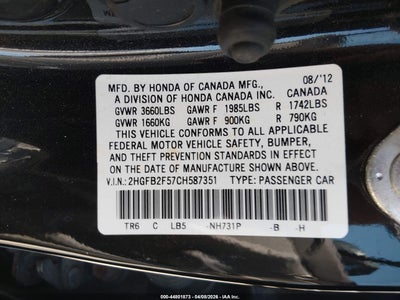 MFD. BY HONDA OF CANADA MFG., 08/'12
A DIVISION OF HONDA CANADA INC. CANADA
GVWR 3660LBS GAWR F 1985LBS R 1742LBS
GVWR 1660KG GAWR F 900KG R 790KG
THIS VEHICLE CONFORMS TO ALL APPLICABLE
FEDERAL MOTOR VEHICLE SAFETY, BUMPER,
AND THEFT PREVENTION STANDARDS IN EFFECT
ON THE DATE OF MANUFACTURE SHOWN ABOVE.
V.I.N.: 2HGFB2F57CH587351 TYPE: PASSENGER CAR
TR6 C LB5 -NH731P -B -H
000-44801873 - 04/08/2026 - IAA Inc.